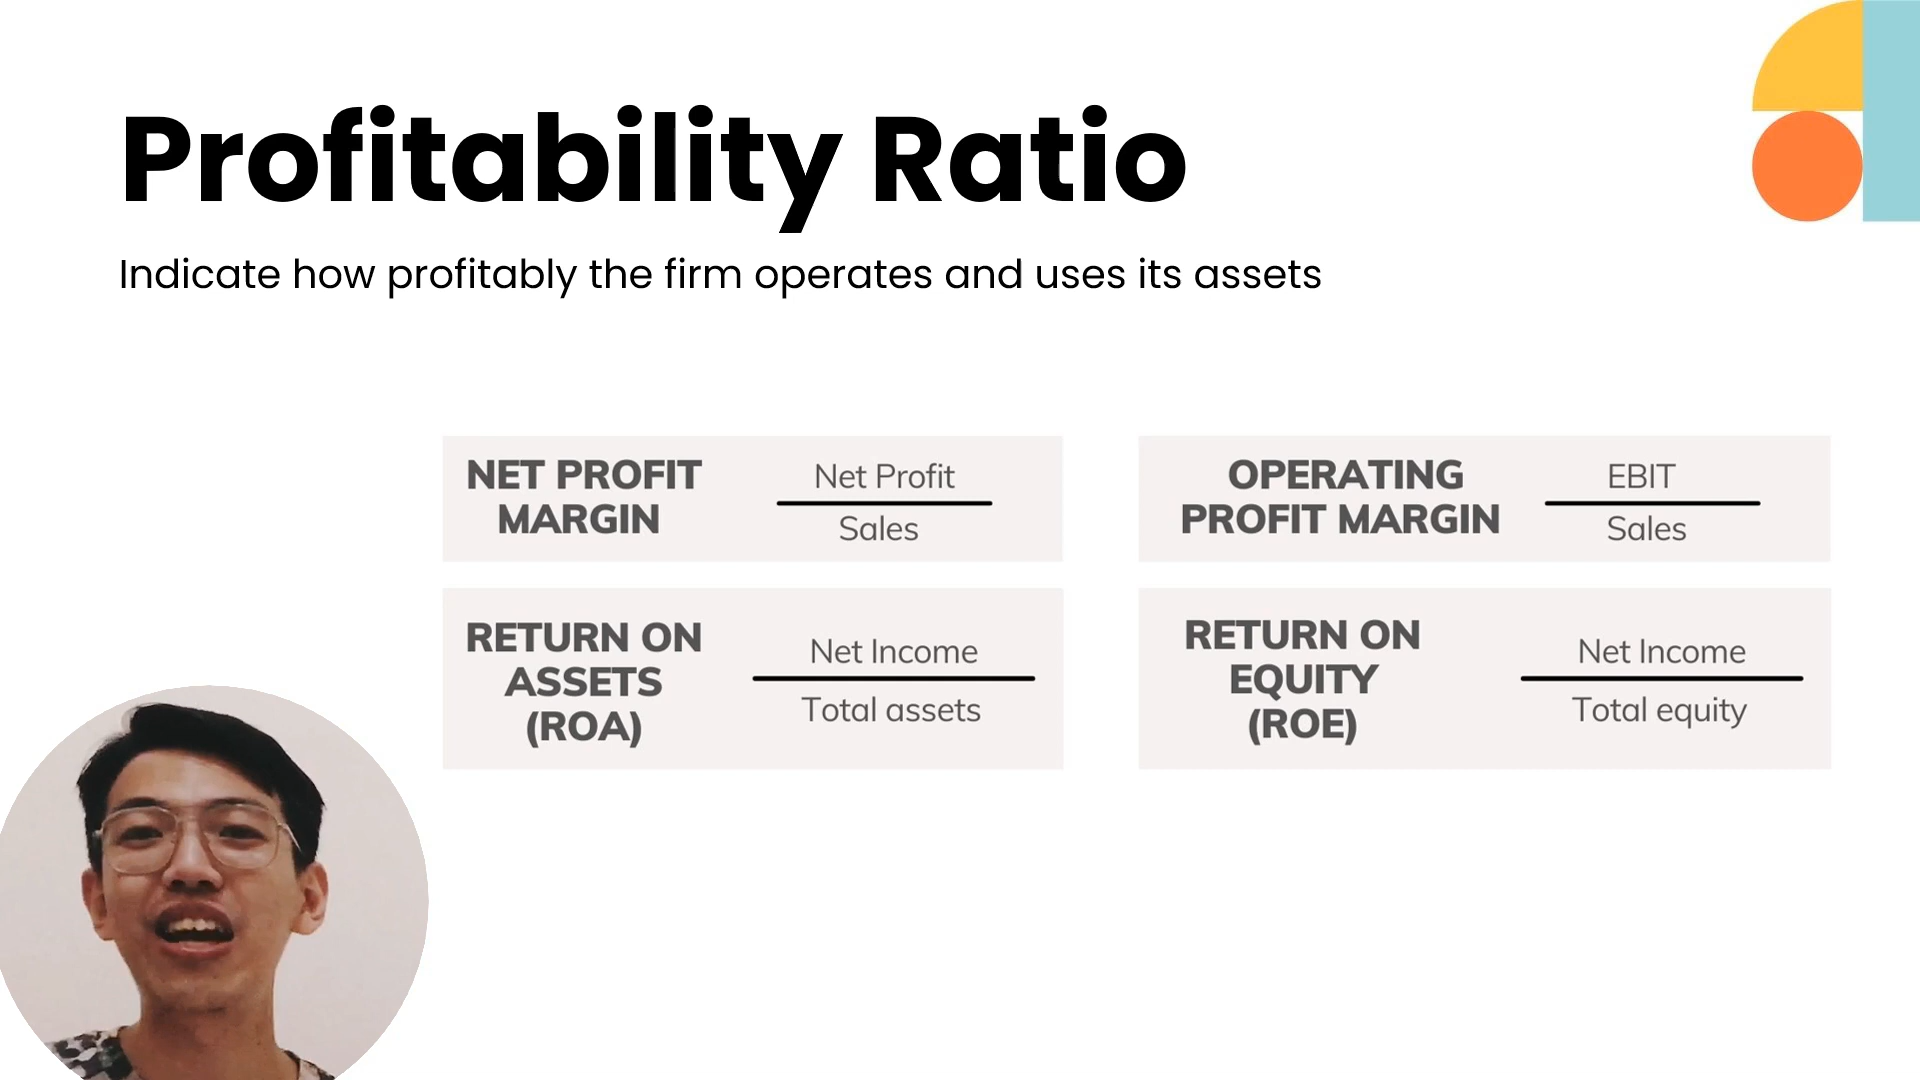 Profitability Ratio
Indicate how profitably the firm operates and uses its assets
NET PROFIT
MARGIN
Net Profit
Sales
OPERATING
PROFIT MARGIN
EBIT
Sales
RETURN ON
ASSETS
(ROA)
Net Income
Total assets
RETURN ON
EQUITY
(ROE)
Net Income
Total equity